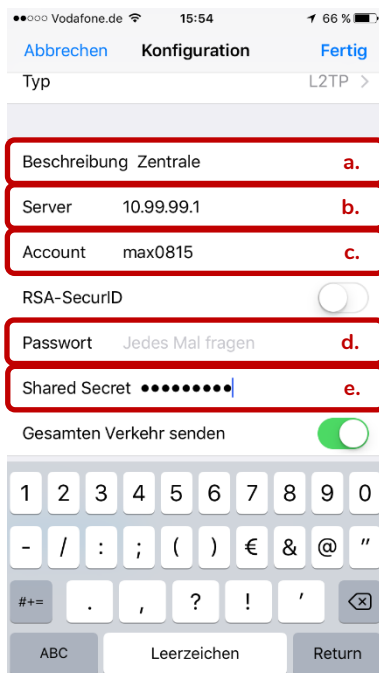 Vodafone.de 15:54 66 %
Abbrechen Konfiguration Fertig
Typ L2TP >
Beschreibung Zentrale a.
Server 10.99.99.1 b.
Account max0815 c.
RSA-SecurID
Passwort Jedes Mal fragen d.
Shared Secret ●●●●●●●●● e.
Gesamten Verkehr senden
1 2 3 4 5 6 7 8 9 0
- / : ; ( ) € & @ "
#+= . , ? ! '
ABC Leerzeichen Return